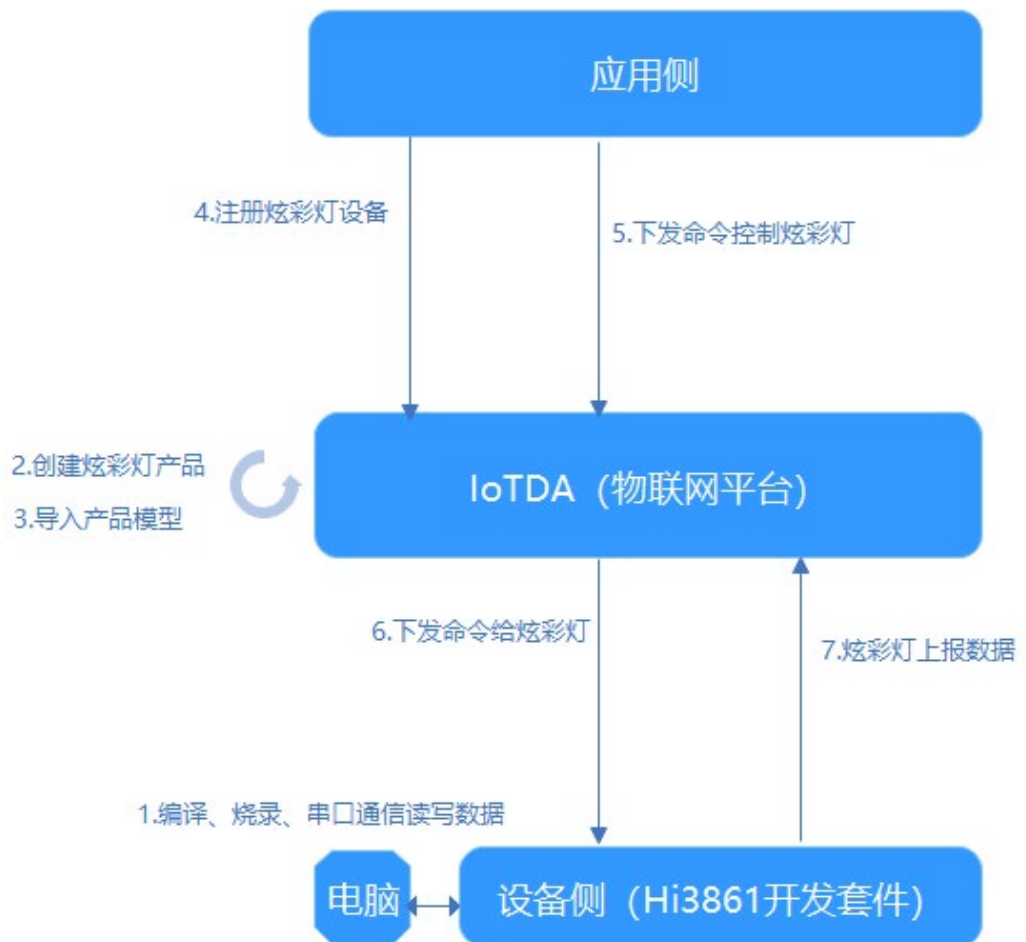 应用侧
4.注册炫彩灯设备
5.下发命令控制炫彩灯
2.创建炫彩灯产品
3.导入产品模型
IoTDA（物联网平台）
6.下发命令给炫彩灯
7.炫彩灯上报数据
1.编译、烧录、串口通信读写数据
电脑
设备侧（Hi3861开发套件）